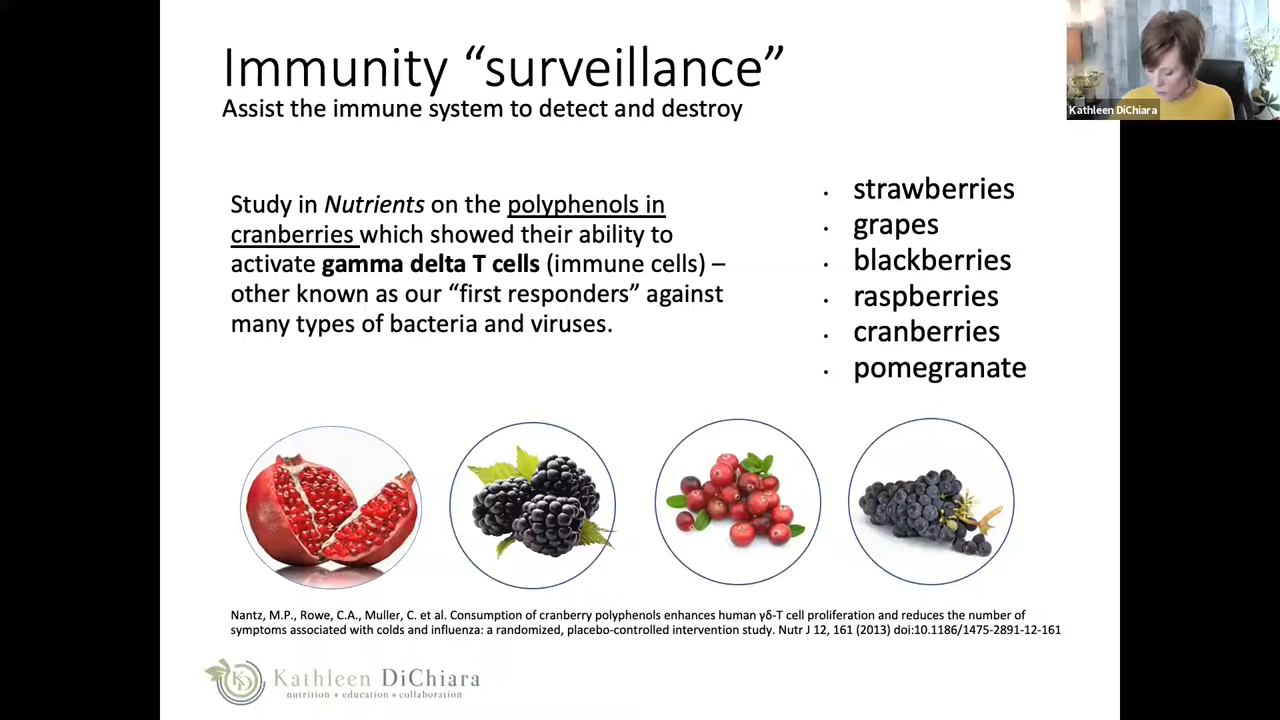 Immunity “surveillance”
Assist the immune system to detect and destroy
Kathleen DiChiara
Study in Nutrients on the polyphenols in
cranberries which showed their ability to
activate gamma delta T cells (immune cells) –
other known as our “first responders” against
many types of bacteria and viruses.
• strawberries
• grapes
• blackberries
• raspberries
• cranberries
• pomegranate
Nantz, M.P., Rowe, C.A., Muller, C. et al. Consumption of cranberry polyphenols enhances human γδ-T cell proliferation and reduces the number of
symptoms associated with colds and influenza: a randomized, placebo-controlled intervention study. Nutr J 12, 161 (2013) doi:10.1186/1475-2891-12-161
KD
Kathleen DiChiara
nutrition • education • collaboration